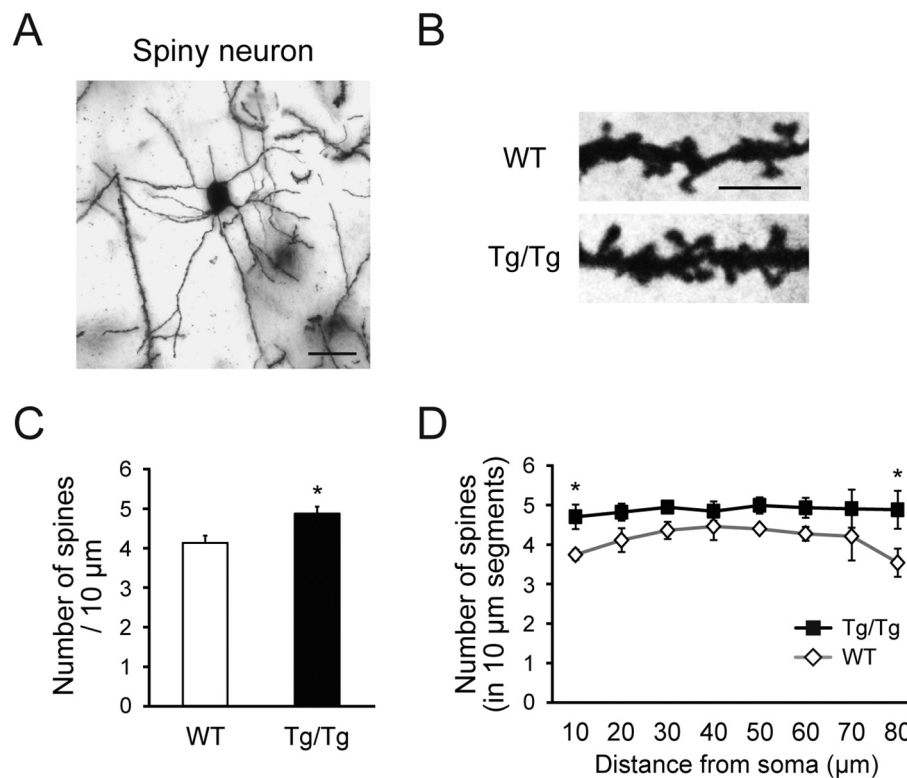 A
Spiny neuron
B
WT
Tg/Tg
C
Number of spines
/ 10 µm
6
5
4
3
2
1
0
*
WT
Tg/Tg
D
Number of spines
(in 10 µm segments)
6
5
4
3
2
1
0
*
*
Tg/Tg
WT
10 20 30 40 50 60 70 80
Distance from soma (µm)